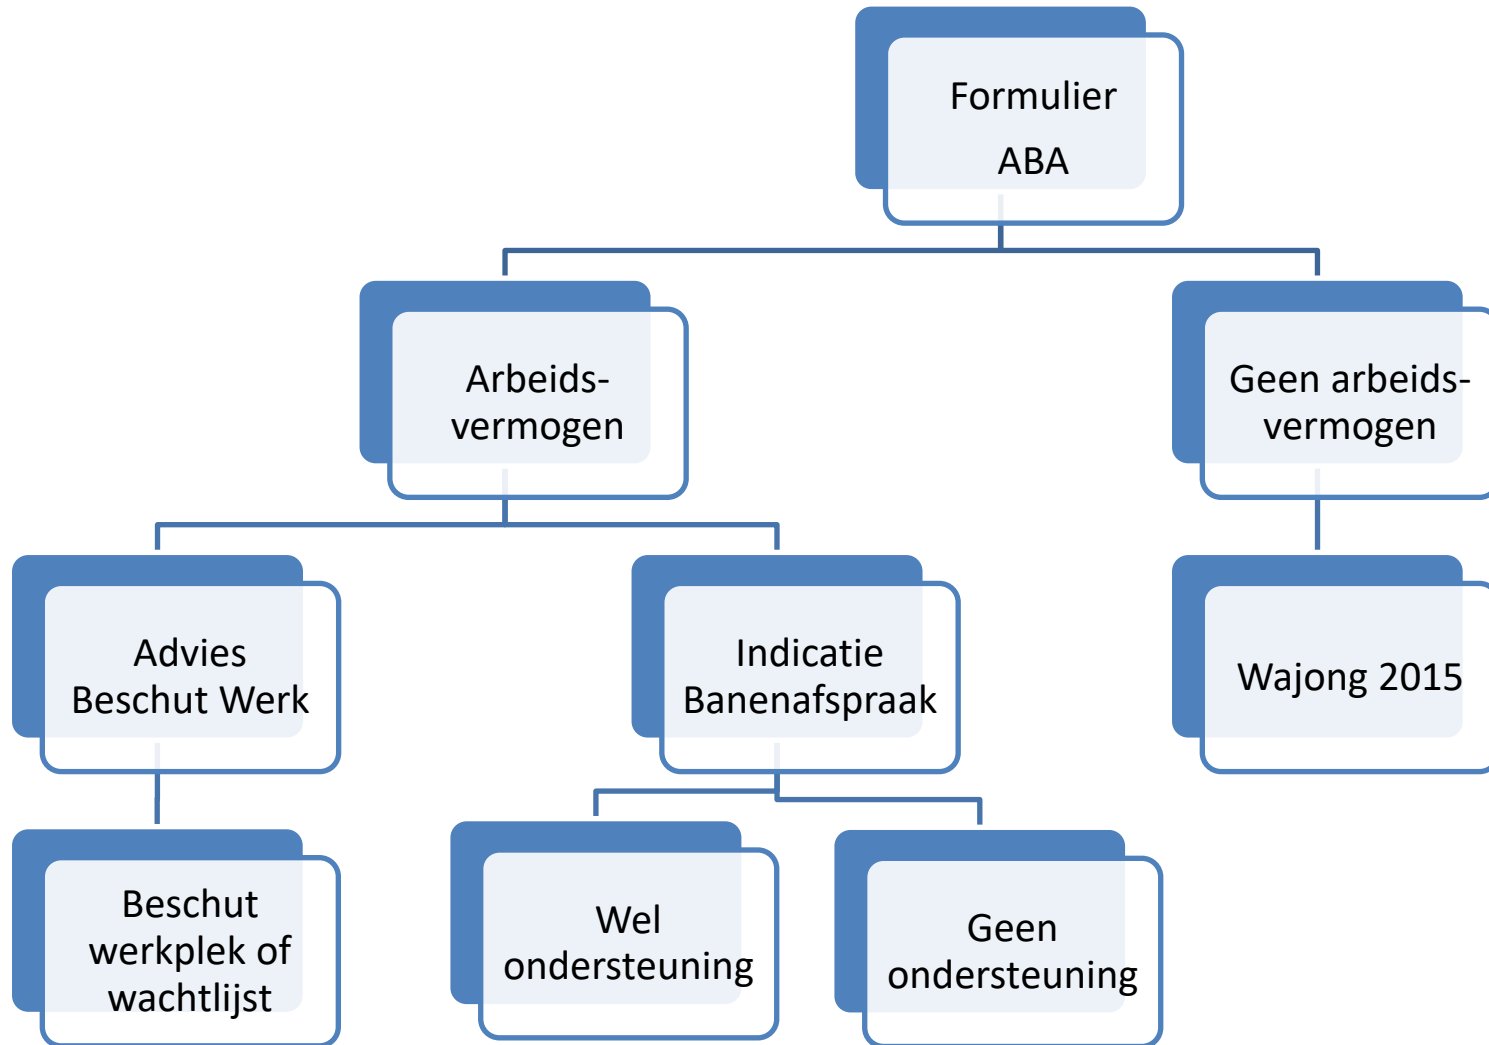 Formulier
ABA
Arbeids-
vermogen
Geen arbeids-
vermogen
Advies
Beschut Werk
Indicatie
Banenafspraak
Wajong 2015
Beschut
werkplek of
wachtlijst
Wel
ondersteuning
Geen
ondersteuning